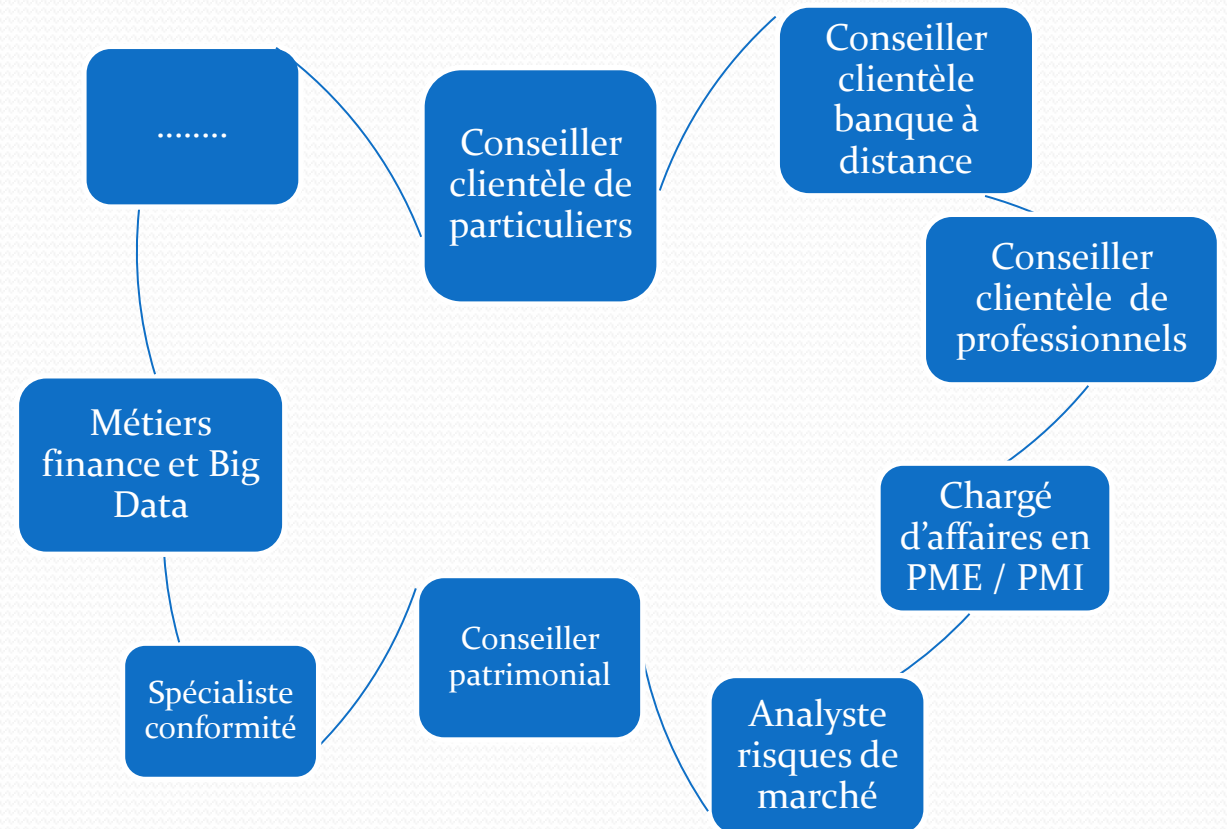 ........
Conseiller
clientèle de
particuliers
Conseiller
clientèle
banque à
distance
Conseiller
clientèle de
professionnels
Chargé
d’affaires en
PME / PMI
Analyste
risques de
marché
Conseiller
patrimonial
Spécialiste
conformité
Métiers
finance et Big
Data